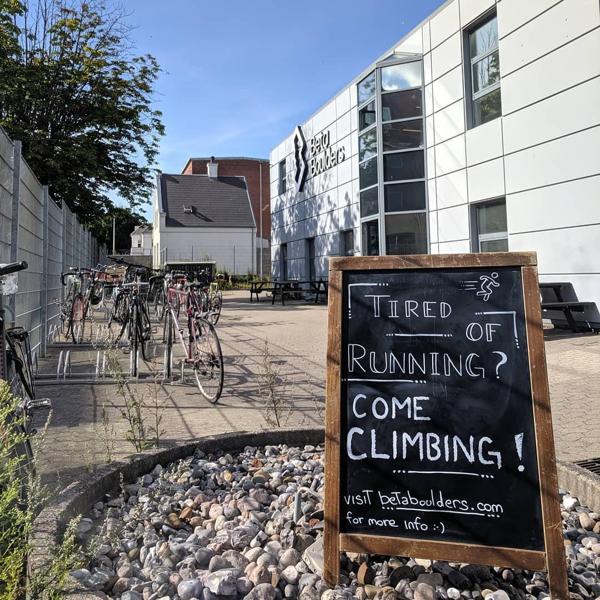 Beta
Boulders
TIRED
OF
RUNNING?
COME
CLIMBING!
visit betaboulders.com
for more info :-)